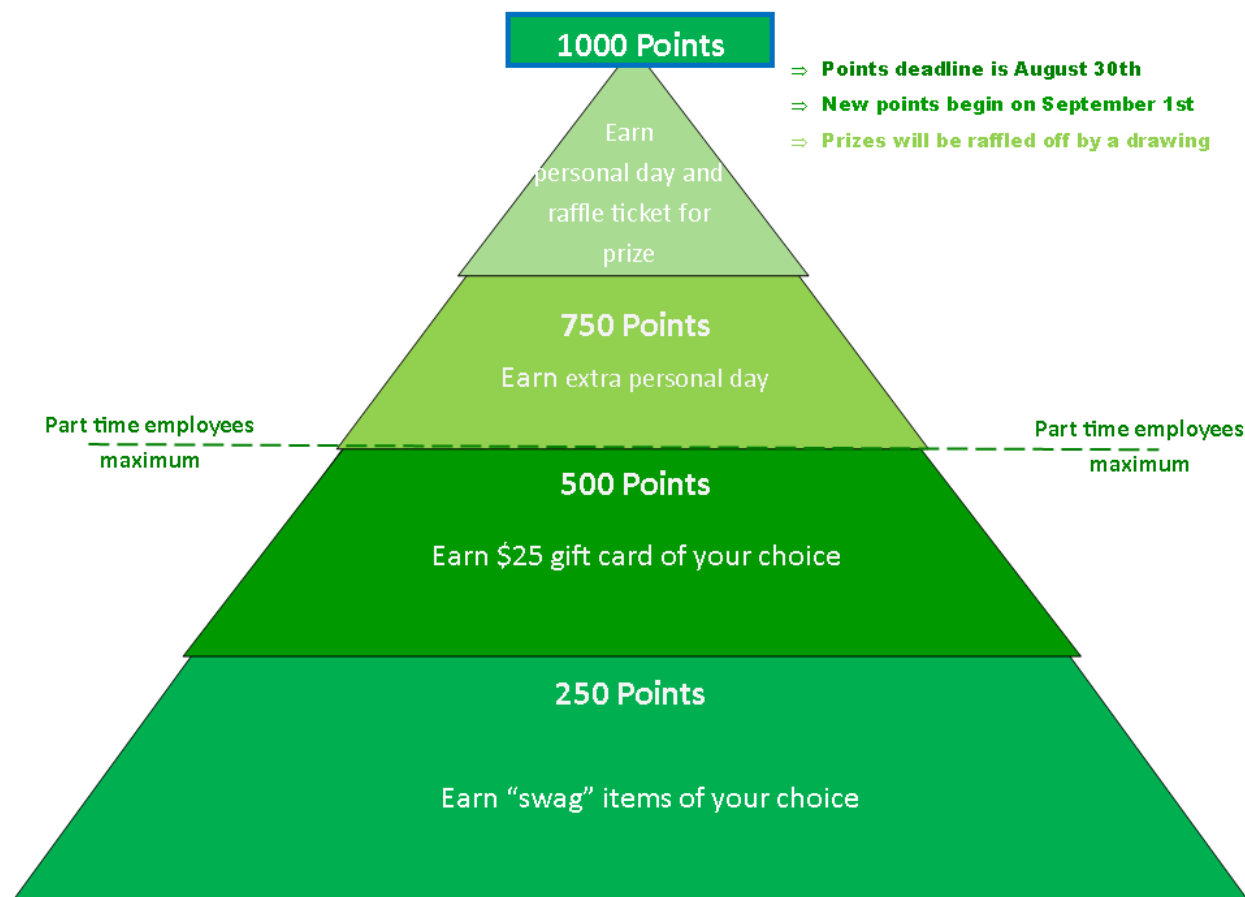 1000 Points
⇒ Points deadline is August 30th
⇒ New points begin on September 1st
⇒ Prizes will be raffled off by a drawing
Earn
personal day and
raffle ticket for
prize
750 Points
Earn extra personal day
Part time employees
maximum
Part time employees
maximum
500 Points
Earn $25 gift card of your choice
250 Points
Earn “swag” items of your choice